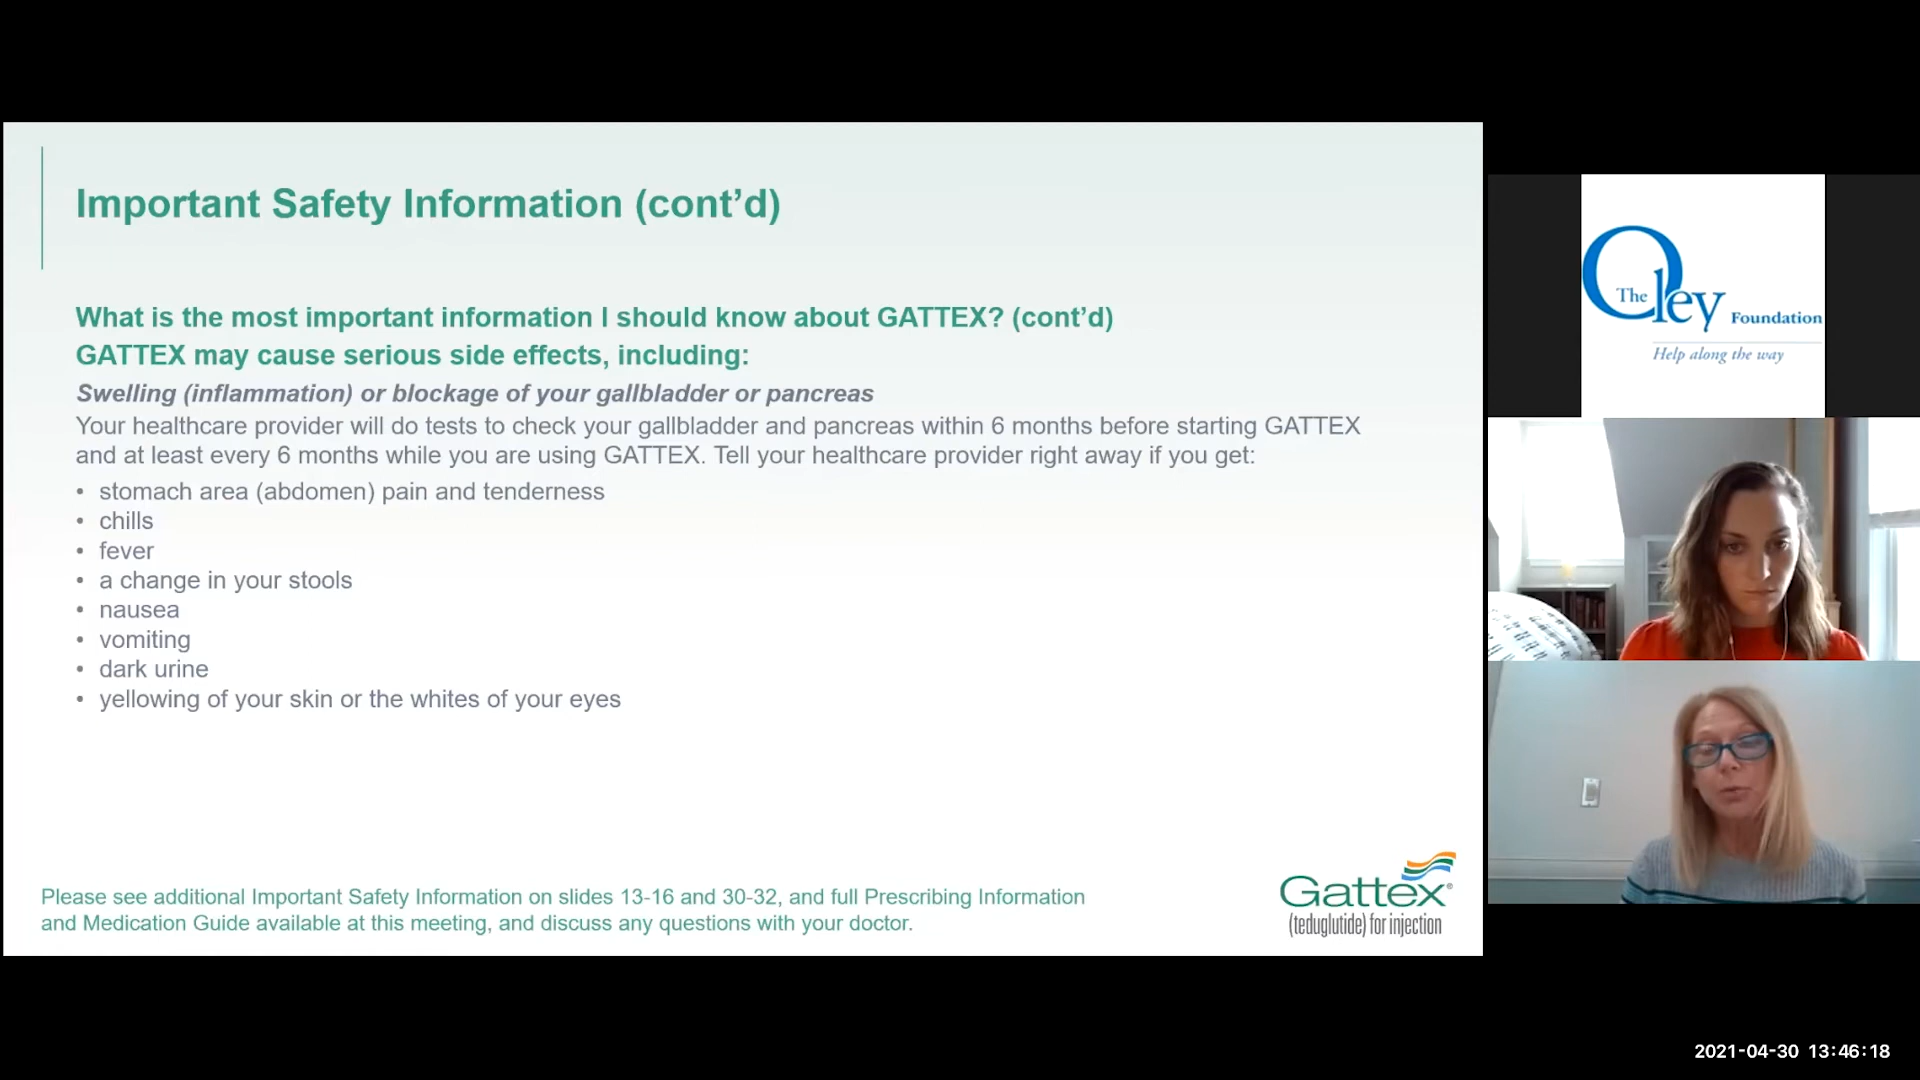 Important Safety Information (cont’d)
What is the most important information I should know about GATTEX? (cont’d)
GATTEX may cause serious side effects, including:
Swelling (inflammation) or blockage of your gallbladder or pancreas
Your healthcare provider will do tests to check your gallbladder and pancreas within 6 months before starting GATTEX
and at least every 6 months while you are using GATTEX. Tell your healthcare provider right away if you get:
• stomach area (abdomen) pain and tenderness
• chills
• fever
• a change in your stools
• nausea
• vomiting
• dark urine
• yellowing of your skin or the whites of your eyes
Please see additional Important Safety Information on slides 13-16 and 30-32, and full Prescribing Information
and Medication Guide available at this meeting, and discuss any questions with your doctor.
Gattex®
(teduglutide) for injection
The Oley Foundation
Help along the way
2021-04-30 13:46:18